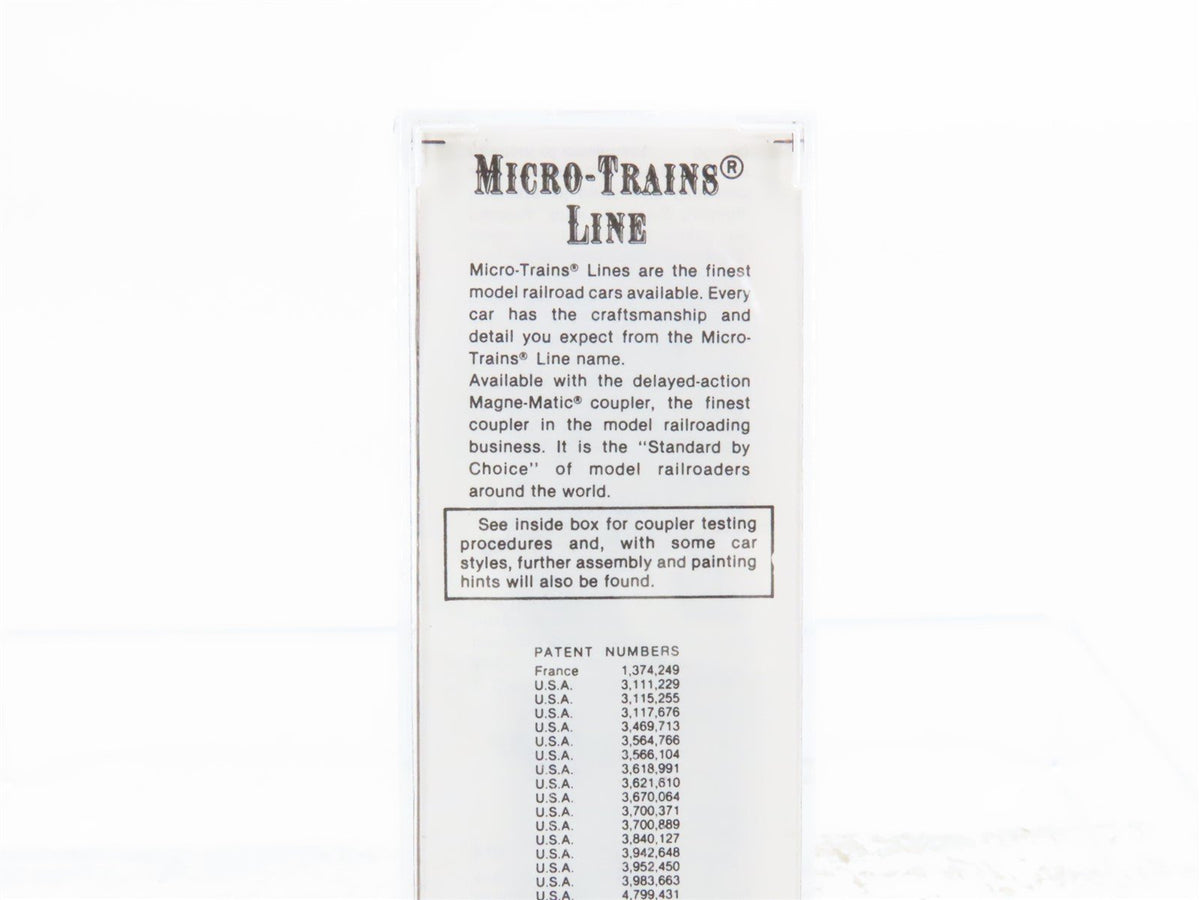 MICRO-TRAINS®
LINE
Micro-Trains® Lines are the finest
model railroad cars available. Every
car has the craftsmanship and
detail you expect from the Micro-
Trains® Line name.
Available with the delayed-action
Magne-Matic® coupler, the finest
coupler in the model railroading
business. It is the "Standard by
Choice" of model railroaders
around the world.
See inside box for coupler testing
procedures and, with some car
styles, further assembly and painting
hints will also be found.
PATENT NUMBERS
France 1,374,249
U.S.A. 3,111,229
U.S.A. 3,115,255
U.S.A. 3,117,676
U.S.A. 3,469,713
U.S.A. 3,564,766
U.S.A. 3,566,104
U.S.A. 3,618,991
U.S.A. 3,621,610
U.S.A. 3,670,064
U.S.A. 3,700,371
U.S.A. 3,700,889
U.S.A. 3,840,127
U.S.A. 3,942,648
U.S.A. 3,952,450
U.S.A. 3,983,663
U.S.A. 4,799,431